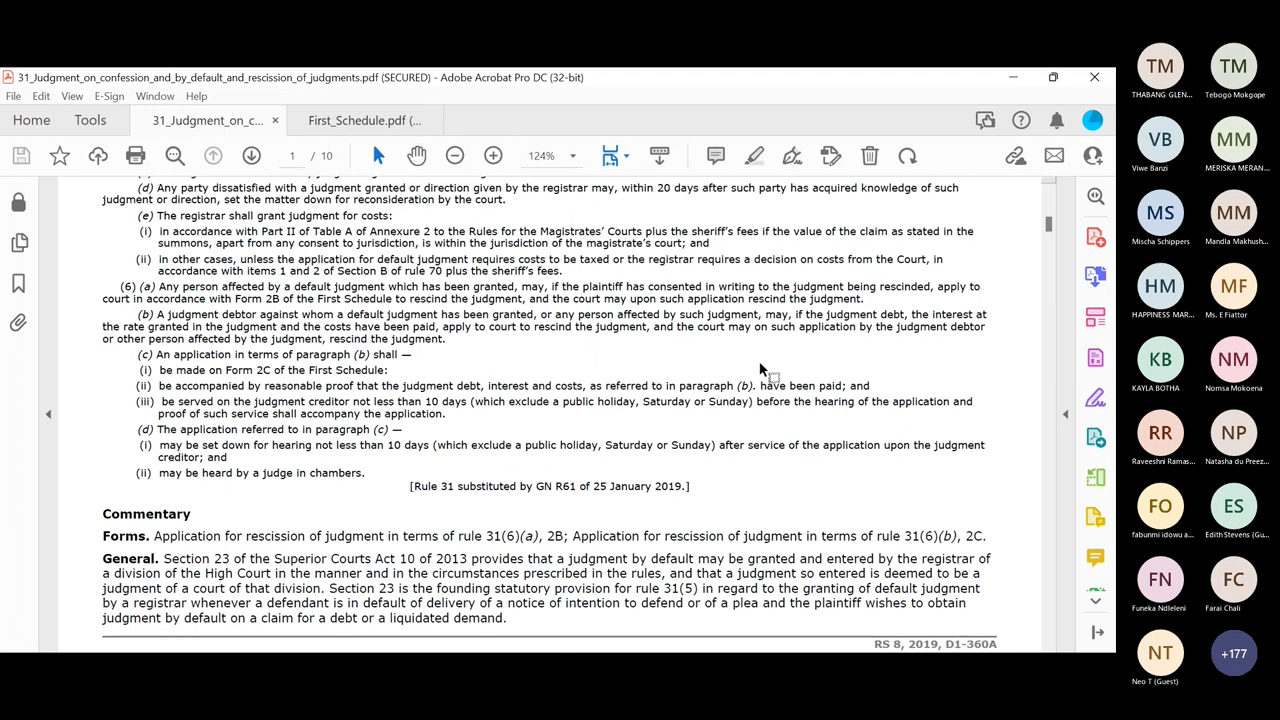 31_Judgment_on_confession_and_by_default_and_rescission_of_judgments.pdf (SECURED) - Adobe Acrobat Pro DC (32-bit)
File Edit View E-Sign Window Help
Home Tools 31_Judgment_on_c... × First_Schedule.pdf (...
1 / 10 124%
(d) Any party dissatisfied with a judgment granted or direction given by the registrar may, within 20 days after such party has acquired knowledge of such
judgment or direction, set the matter down for reconsideration by the court.
(e) The registrar shall grant judgment for costs:
(i) in accordance with Part II of Table A of Annexure 2 to the Rules for the Magistrates’ Courts plus the sheriff’s fees if the value of the claim as stated in the
summons, apart from any consent to jurisdiction, is within the jurisdiction of the magistrate’s court; and
(ii) in other cases, unless the application for default judgment requires costs to be taxed or the registrar requires a decision on costs from the Court, in
accordance with items 1 and 2 of Section B of rule 70 plus the sheriff’s fees.
(6) (a) Any person affected by a default judgment which has been granted, may, if the plaintiff has consented in writing to the judgment being rescinded, apply to
court in accordance with Form 2B of the First Schedule to rescind the judgment, and the court may upon such application rescind the judgment.
(b) A judgment debtor against whom a default judgment has been granted, or any person affected by such judgment, may, if the judgment debt, the interest at
the rate granted in the judgment and the costs have been paid, apply to court to rescind the judgment, and the court may on such application by the judgment debtor
or other person affected by the judgment, rescind the judgment.
(c) An application in terms of paragraph (b) shall —
(i) be made on Form 2C of the First Schedule:
(ii) be accompanied by reasonable proof that the judgment debt, interest and costs, as referred to in paragraph (b). have been paid; and
(iii) be served on the judgment creditor not less than 10 days (which exclude a public holiday, Saturday or Sunday) before the hearing of the application and
proof of such service shall accompany the application.
(d) The application referred to in paragraph (c) —
(i) may be set down for hearing not less than 10 days (which exclude a public holiday, Saturday or Sunday) after service of the application upon the judgment
creditor; and
(ii) may be heard by a judge in chambers.
[Rule 31 substituted by GN R61 of 25 January 2019.]
Commentary
Forms. Application for rescission of judgment in terms of rule 31(6)(a), 2B; Application for rescission of judgment in terms of rule 31(6)(b), 2C.
General. Section 23 of the Superior Courts Act 10 of 2013 provides that a judgment by default may be granted and entered by the registrar of
a division of the High Court in the manner and in the circumstances prescribed in the rules, and that a judgment so entered is deemed to be a
judgment of a court of that division. Section 23 is the founding statutory provision for rule 31(5) in regard to the granting of default judgment
by a registrar whenever a defendant is in default of delivery of a notice of intention to defend or of a plea and the plaintiff wishes to obtain
judgment by default on a claim for a debt or a liquidated demand.
RS 8, 2019, D1-360A
TM TM
THABANG GLEN... Tebogo Mokgope
VB MM
Viwe Banzi MERISKA MERAN...
MS MM
Mischa Schippers Mandla Makhush...
HM MF
HAPPINESS MAR... Ms. E Fiattor
KB NM
KAYLA BOTHA Nomsa Mokoena
RR NP
Raveeshni Ramas... Natasha du Preez...
FO ES
fabunmi idowu a... Edith Stevens (Gu...
FN FC
Funeka Ndleleni Farai Chali
NT +177
Neo T (Guest)